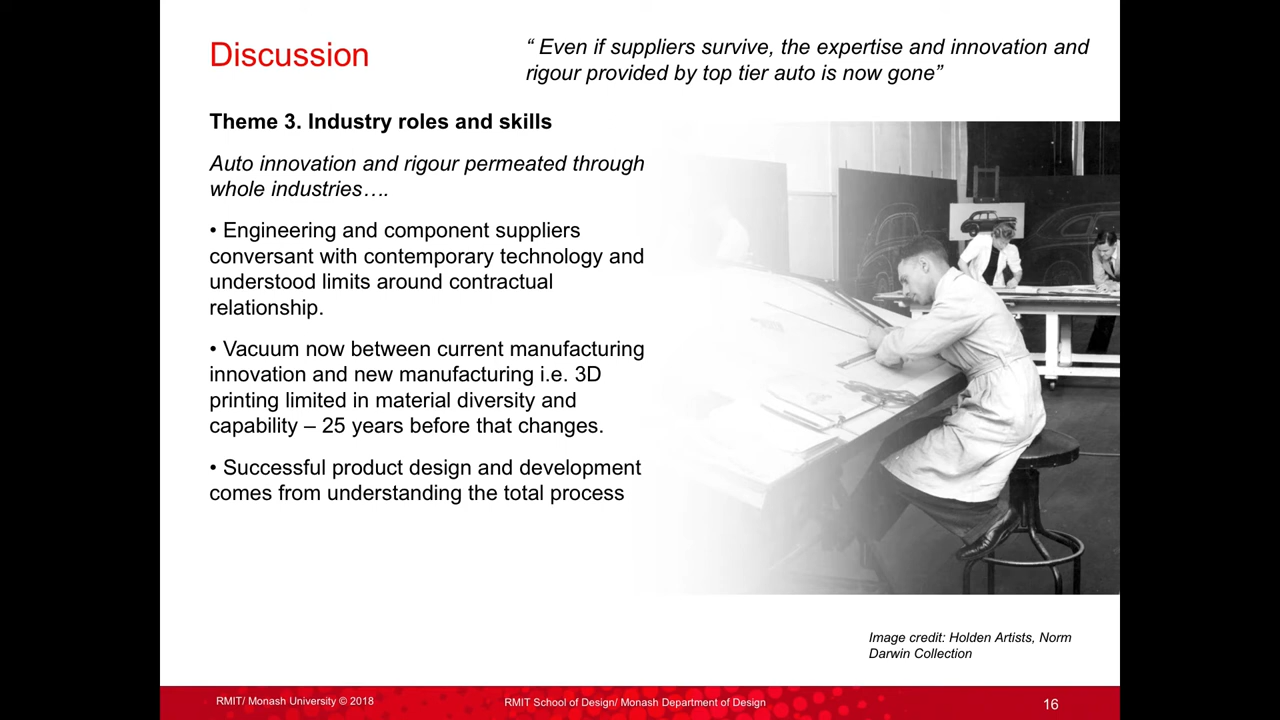 Discussion
“ Even if suppliers survive, the expertise and innovation and
rigour provided by top tier auto is now gone”
Theme 3. Industry roles and skills
Auto innovation and rigour permeated through
whole industries….
• Engineering and component suppliers
conversant with contemporary technology and
understood limits around contractual
relationship.
• Vacuum now between current manufacturing
innovation and new manufacturing i.e. 3D
printing limited in material diversity and
capability – 25 years before that changes.
• Successful product design and development
comes from understanding the total process
Image credit: Holden Artists, Norm
Darwin Collection
RMIT/ Monash University © 2018
RMIT School of Design/ Monash Department of Design
16